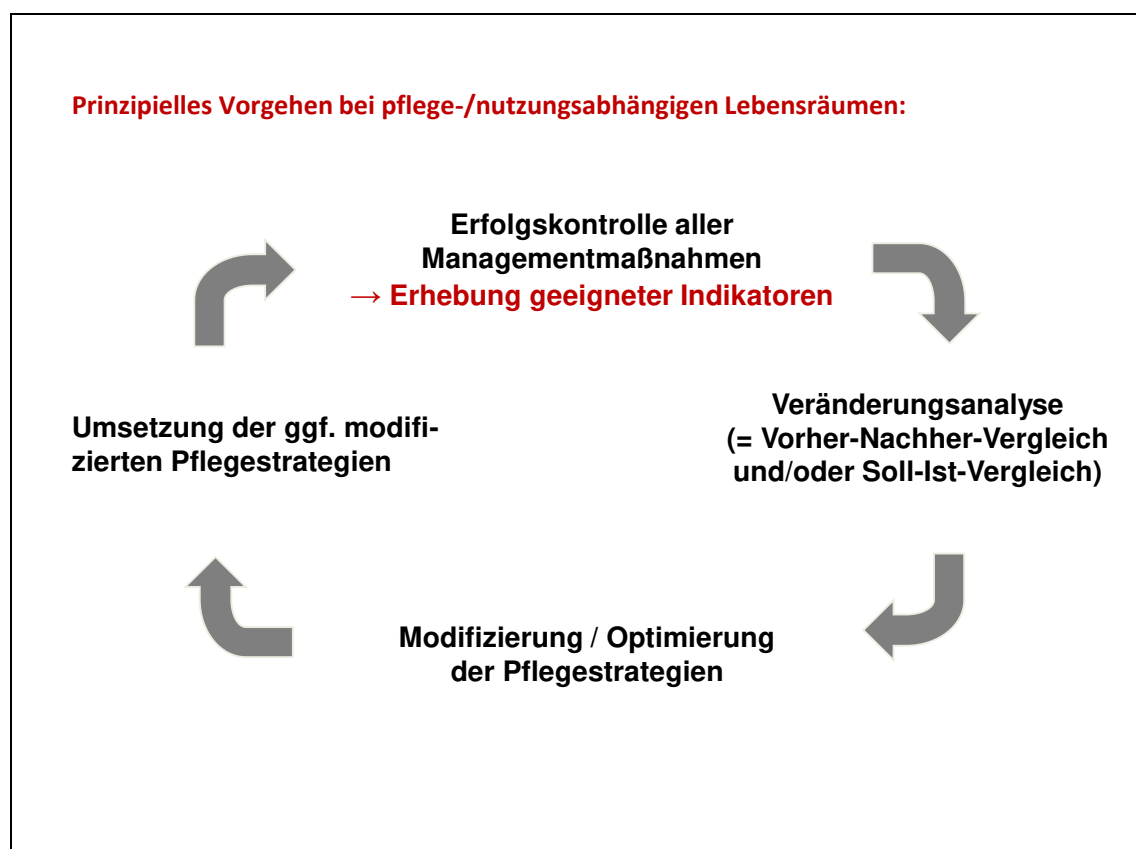 Prinzipielles Vorgehen bei pflege-/nutzungsabhängigen Lebensräumen:
Erfolgskontrolle aller
Managementmaßnahmen
→ Erhebung geeigneter Indikatoren
Veränderungsanalyse
(= Vorher-Nachher-Vergleich
und/oder Soll-Ist-Vergleich)
Modifizierung / Optimierung
der Pflegestrategien
Umsetzung der ggf. modifi-
zierten Pflegestrategien